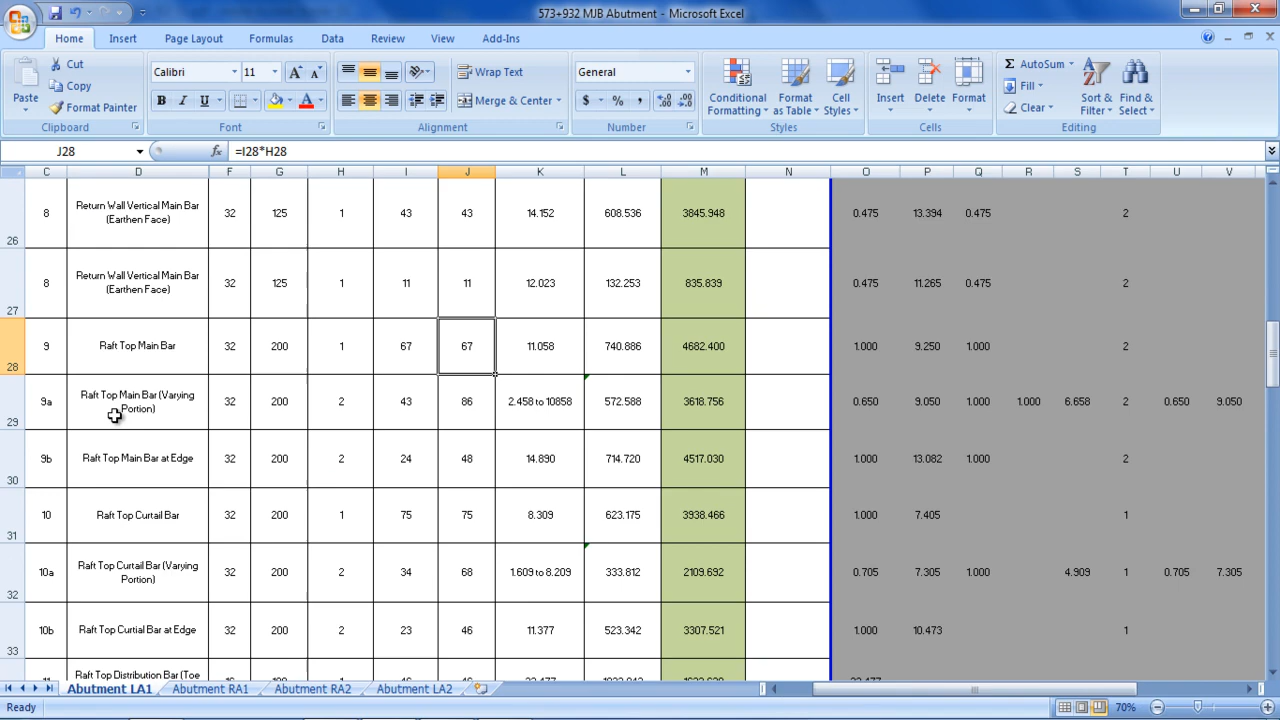 573+932 MJB Abutment - Microsoft Excel
Home Insert Page Layout Formulas Data Review View Add-Ins
Paste
Cut
Copy
Format Painter
Clipboard
Calibri 11
B I U
Font
Wrap Text
Merge & Center
Alignment
General
$ % ,
Number
Conditional Formatting
Format as Table
Cell Styles
Styles
Insert
Delete
Format
Cells
AutoSum
Fill
Clear
Sort & Filter
Find & Select
Editing
J28 fx =I28*H28
C D F G H I J K L M N O P Q R S T U V
26 8 Return Wall Vertical Main Bar (Earthen Face) 32 125 1 43 43 14.152 608.536 3845.948 0.475 13.394 0.475 2
27 8 Return Wall Vertical Main Bar (Earthen Face) 32 125 1 11 11 12.023 132.253 835.839 0.475 11.265 0.475 2
28 9 Raft Top Main Bar 32 200 1 67 67 11.058 740.886 4682.400 1.000 9.250 1.000 2
29 9a Raft Top Main Bar (Varying Portion) 32 200 2 43 86 2.458 to 10858 572.588 3618.756 0.650 9.050 1.000 1.000 6.658 2 0.650 9.050
30 9b Raft Top Main Bar at Edge 32 200 2 24 48 14.890 714.720 4517.030 1.000 13.082 1.000 2
31 10 Raft Top Curtail Bar 32 200 1 75 75 8.309 623.175 3938.466 1.000 7.405 1
32 10a Raft Top Curtail Bar (Varying Portion) 32 200 2 34 68 1.609 to 8.209 333.812 2109.692 0.705 7.305 1.000 4.909 1 0.705 7.305
33 10b Raft Top Curtial Bar at Edge 32 200 2 23 46 11.377 523.342 3307.521 1.000 10.473 1
Raft Top Distribution Bar (Toe
Abutment LA1 Abutment RA1 Abutment RA2 Abutment LA2
Ready 70%